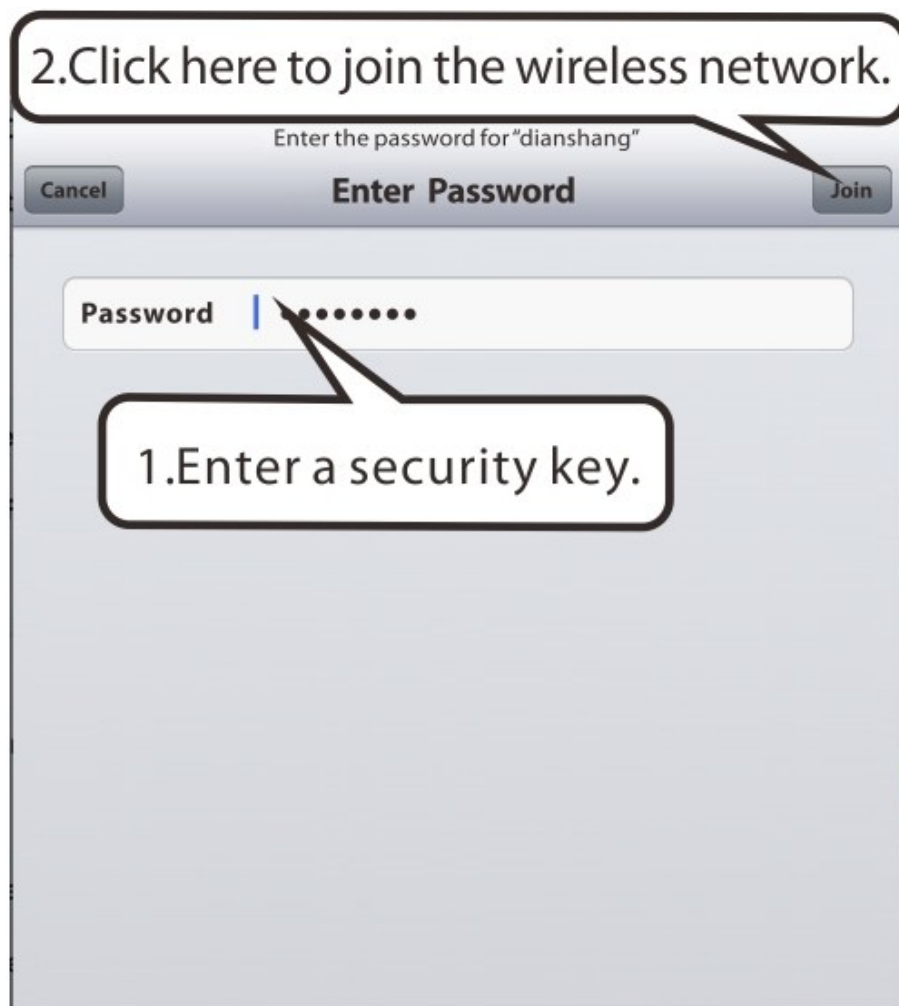 2.Click here to join the wireless network.
Enter the password for "dianshang"
Cancel
Enter Password
Join
Password ••••••••
1.Enter a security key.